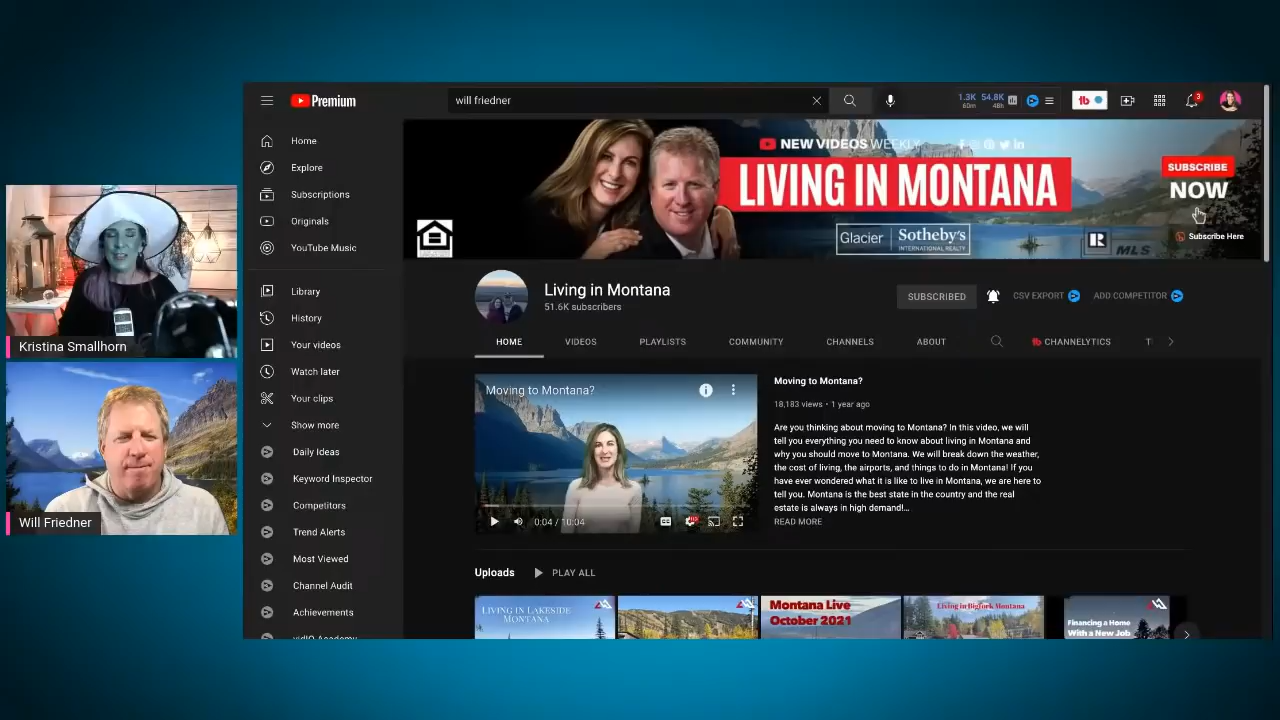 Premium
will friedner
1.3K 54.8K
60m 48h
tb
3
Home
Explore
Subscriptions
Originals
YouTube Music
Library
History
Your videos
Watch later
Your clips
Show more
Daily Ideas
Keyword Inspector
Competitors
Trend Alerts
Most Viewed
Channel Audit
Achievements
vidIQ Academy
NEW VIDEOS WEEKLY
LIVING IN MONTANA
Glacier Sotheby's
INTERNATIONAL REALTY
SUBSCRIBE
NOW
Subscribe Here
R MLS
Living in Montana
51.6K subscribers
SUBSCRIBED
CSV EXPORT
ADD COMPETITOR
HOME
VIDEOS
PLAYLISTS
COMMUNITY
CHANNELS
ABOUT
tb CHANNELYTICS
Moving to Montana?
0:04 / 10:04
Moving to Montana?
18,183 views • 1 year ago
Are you thinking about moving to Montana? In this video, we will
tell you everything you need to know about living in Montana and
why you should move to Montana. We will break down the weather,
the cost of living, the airports, and things to do in Montana! If you
have ever wondered what it is like to live in Montana, we are here to
tell you. Montana is the best state in the country and the real
estate is always in high demand!...
READ MORE
Uploads
PLAY ALL
LIVING IN LAKESIDE
MONTANA
Montana Live
October 2021
Living in Bigfork Montana
Financing a Home
With a New Job
Kristina Smallhorn
Will Friedner